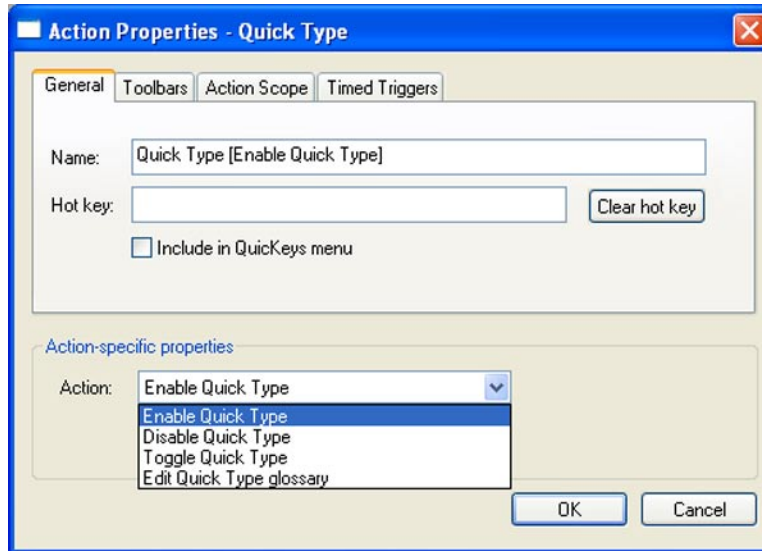 Action Properties - Quick Type
General Toolbars Action Scope Timed Triggers
Name: Quick Type [Enable Quick Type]
Hot key: Clear hot key
Include in QuicKeys menu
Action-specific properties
Action: Enable Quick Type
Enable Quick Type
Disable Quick Type
Toggle Quick Type
Edit Quick Type glossary
OK Cancel